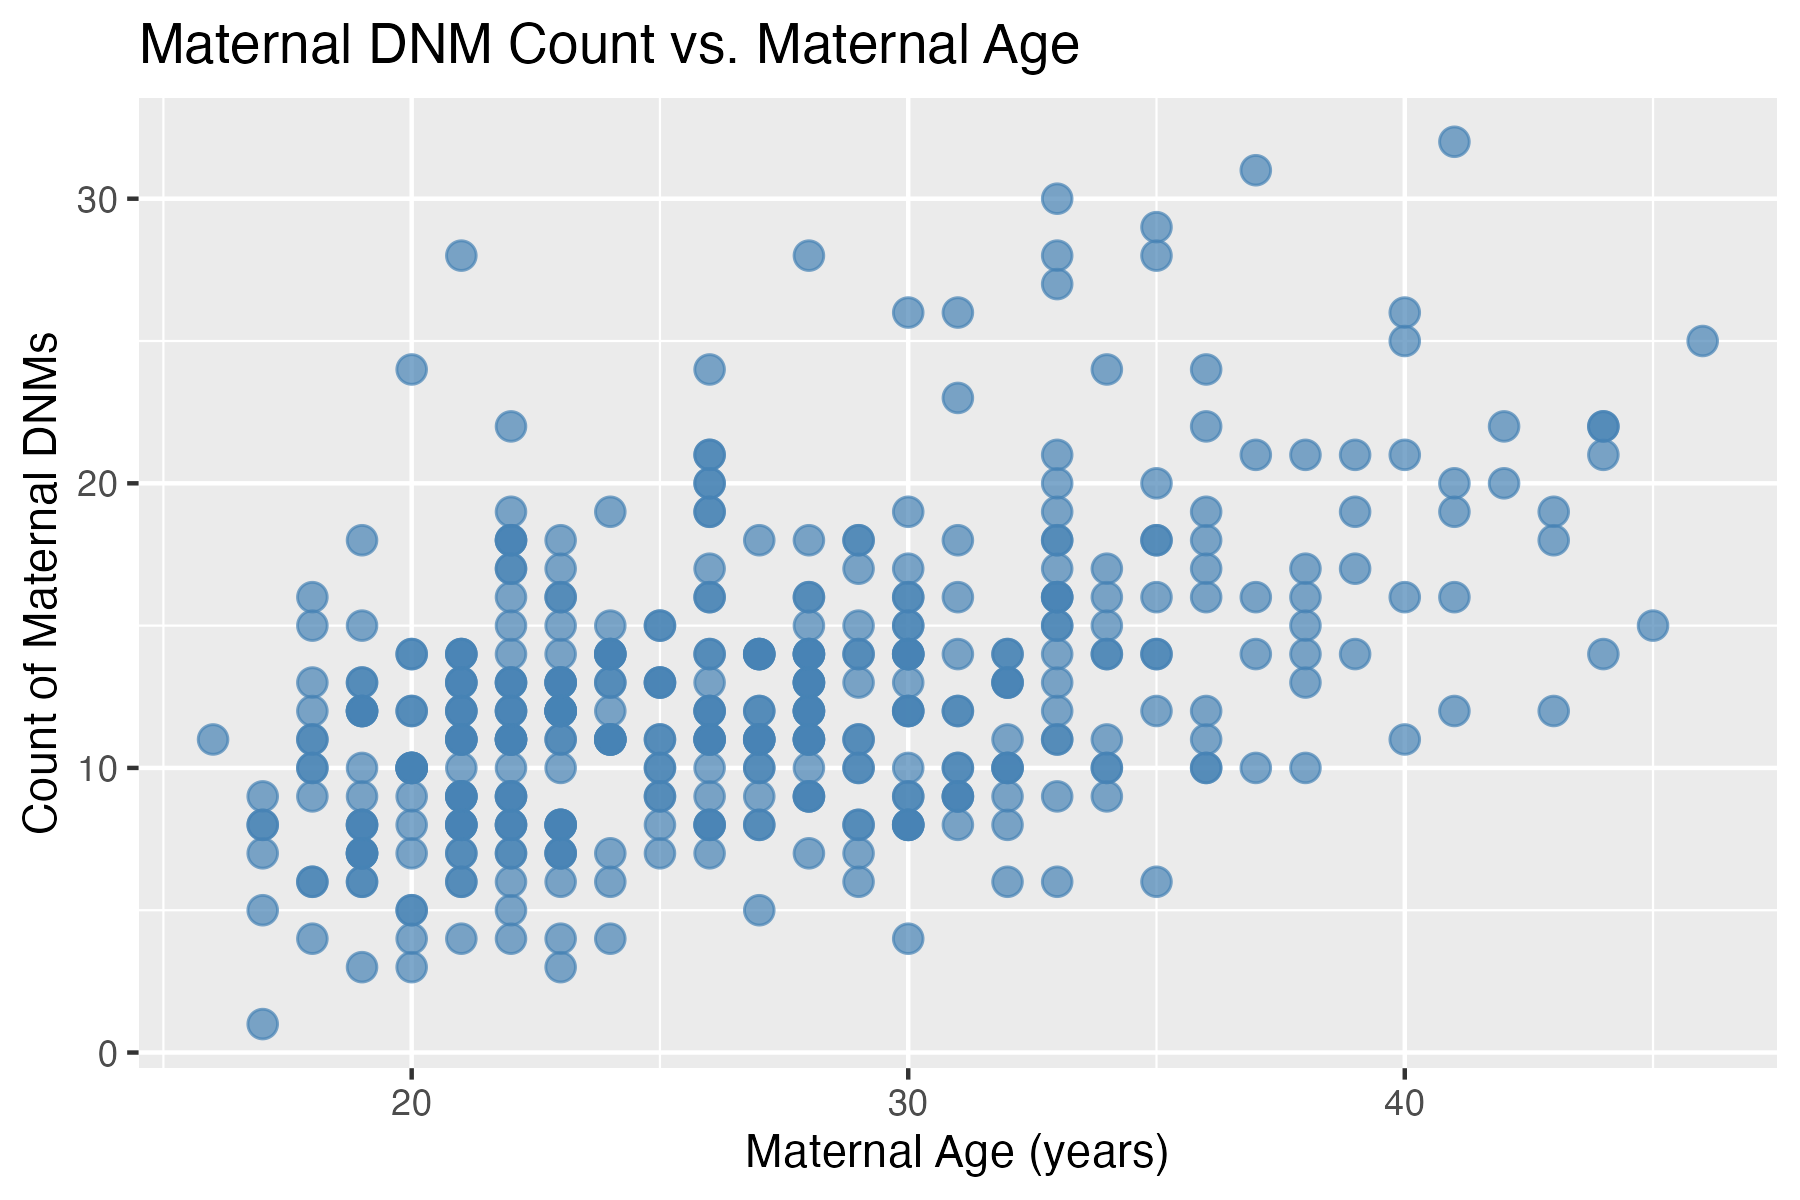 Maternal DNM Count vs. Maternal Age
Count of Maternal DNMs
30
20
10
0
20 30 40
Maternal Age (years)